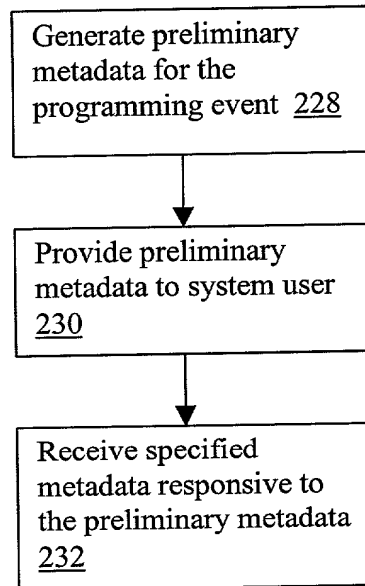 Generate preliminary
metadata for the
programming event 228
Provide preliminary
metadata to system user
230
Receive specified
metadata responsive to
the preliminary metadata
232